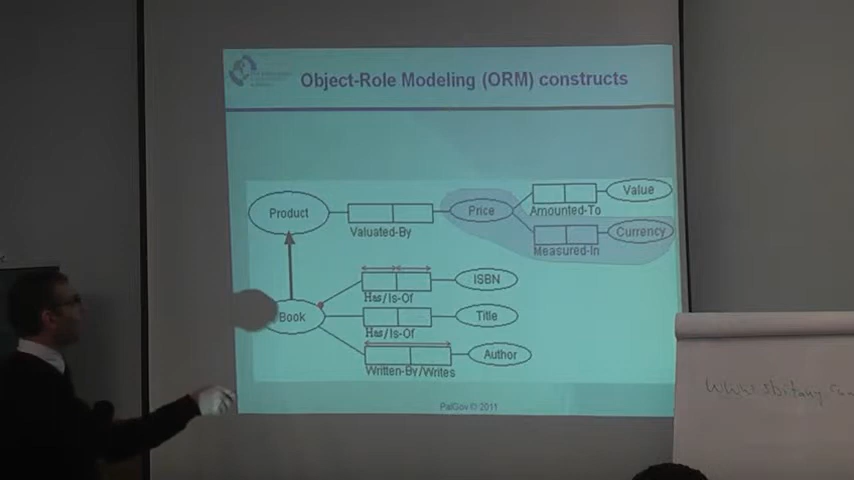 Object-Role Modeling (ORM) constructs
Product
Valuated-By
Price
Amounted-To
Value
Measured-In
Currency
Book
Has/Is-Of
ISBN
Has/Is-Of
Title
Written-By/Writes
Author
PalGov © 2011